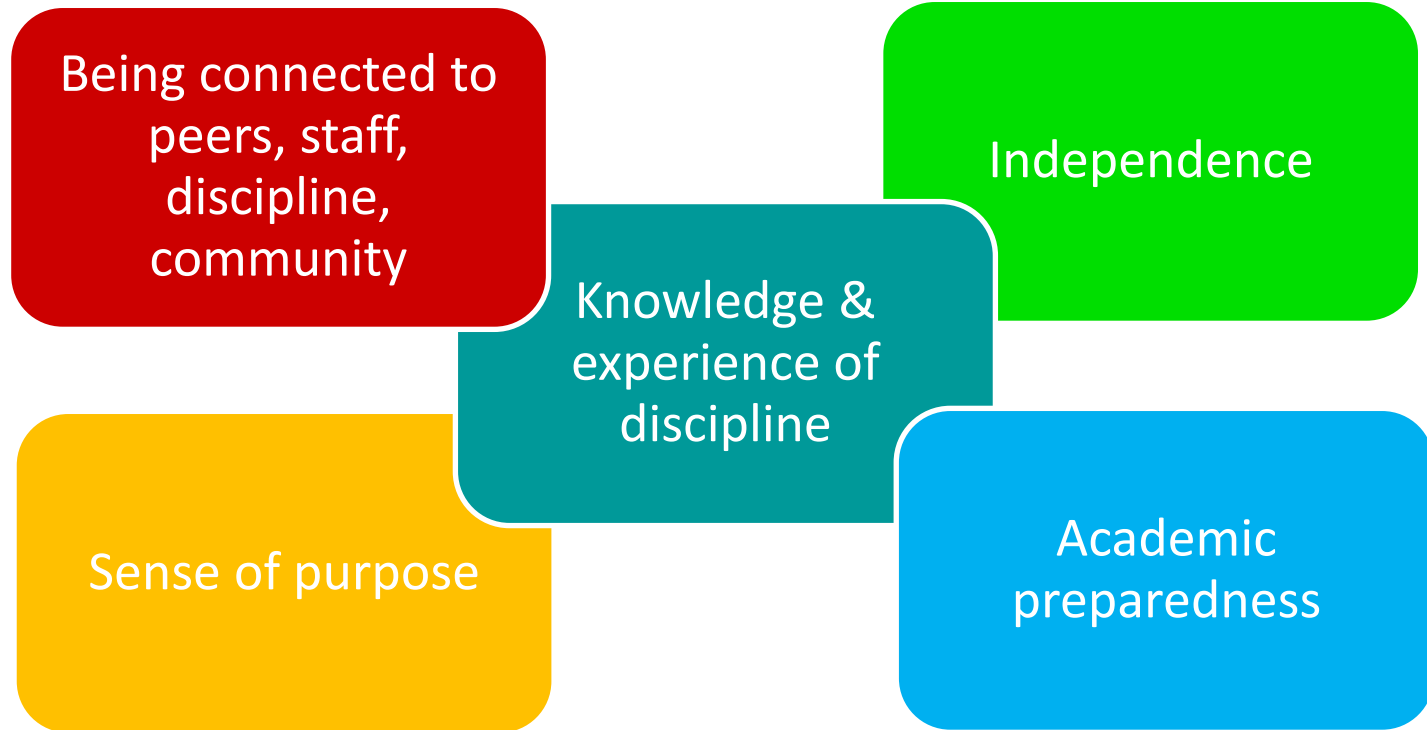 Being connected to
peers, staff,
discipline,
community
Independence
Knowledge &
experience of
discipline
Sense of purpose
Academic
preparedness